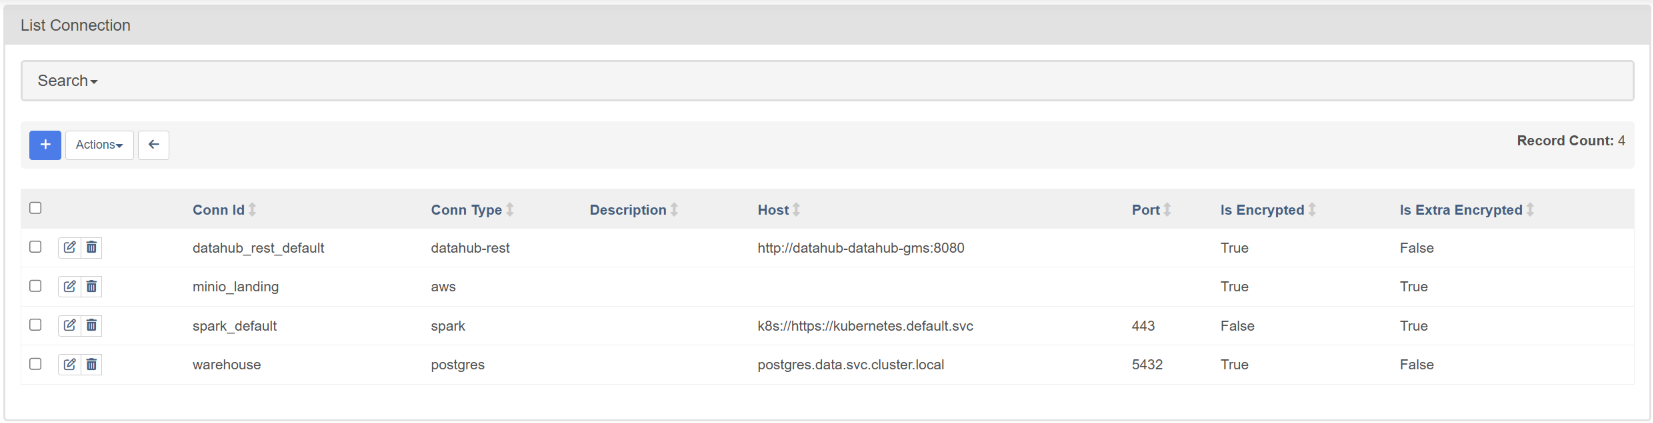 List Connection
Search
+ Actions Record Count: 4
Conn Id Conn Type Description Host Port Is Encrypted Is Extra Encrypted
datahub_rest_default datahub-rest http://datahub-datahub-gms:8080 True False
minio_landing aws True True
spark_default spark k8s://https://kubernetes.default.svc 443 False True
warehouse postgres postgres.data.svc.cluster.local 5432 True False